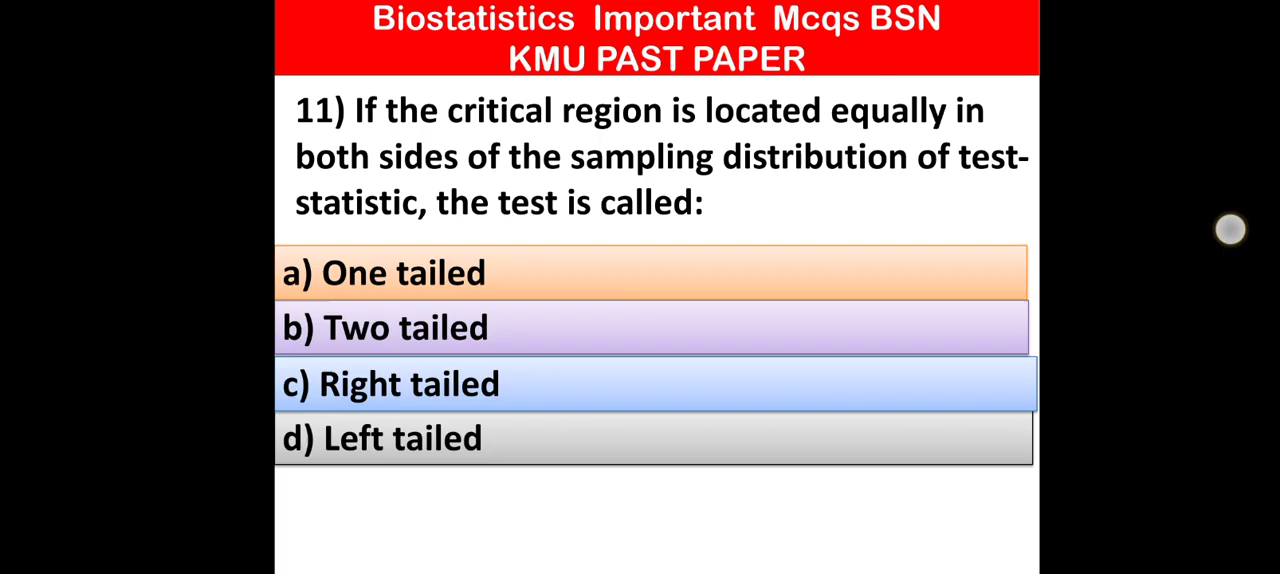 Biostatistics Important Mcqs BSN
KMU PAST PAPER
11) If the critical region is located equally in
both sides of the sampling distribution of test-
statistic, the test is called:
a) One tailed
b) Two tailed
c) Right tailed
d) Left tailed